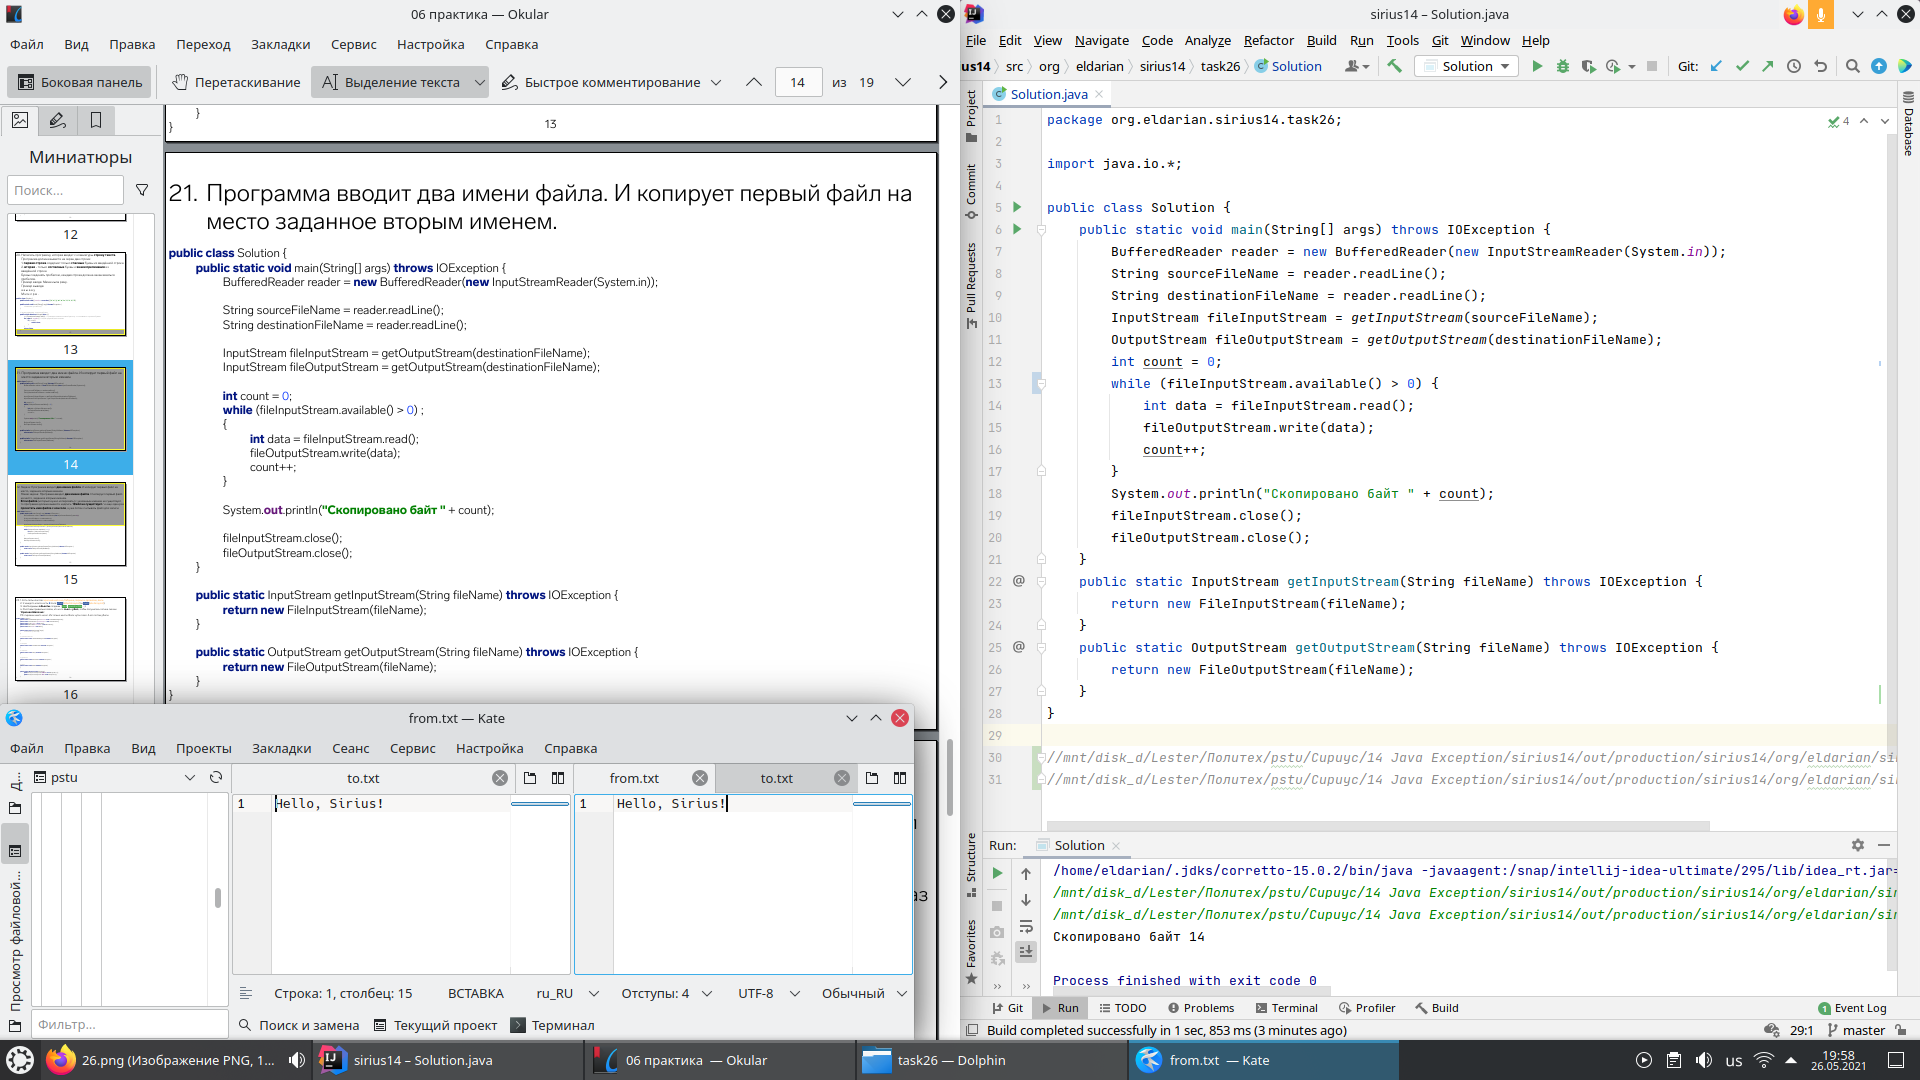 06 практика — Okular
Файл Вид Правка Переход Закладки Сервис Настройка Справка
Боковая панель Перетаскивание Выделение текста Быстрое комментирование 14 из 19
Миниатюры
Поиск...
12
13
14
15
16
}
}
13
21. Программа вводит два имени файла. И копирует первый файл на
место заданное вторым именем.
public class Solution {
public static void main(String[] args) throws IOException {
BufferedReader reader = new BufferedReader(new InputStreamReader(System.in));
String sourceFileName = reader.readLine();
String destinationFileName = reader.readLine();
InputStream fileInputStream = getOutputStream(destinationFileName);
InputStream fileOutputStream = getOutputStream(destinationFileName);
int count = 0;
while (fileInputStream.available() > 0) ;
{
int data = fileInputStream.read();
fileOutputStream.write(data);
count++;
}
System.out.println("Скопировано байт " + count);
fileInputStream.close();
fileOutputStream.close();
}
public static InputStream getInputStream(String fileName) throws IOException {
return new FileInputStream(fileName);
}
public static OutputStream getOutputStream(String fileName) throws IOException {
return new FileOutputStream(fileName);
}
}
from.txt — Kate
Файл Правка Вид Проекты Закладки Сеанс Сервис Настройка Справка
pstu to.txt from.txt to.txt
1 Hello, Sirius! 1 Hello, Sirius!
Д...
Просмотр файловой...
Фильтр...
Строка: 1, столбец: 15 ВСТАВКА ru_RU Отступы: 4 UTF-8 Обычный
Поиск и замена Текущий проект Терминал
аз
sirius14 – Solution.java
File Edit View Navigate Code Analyze Refactor Build Run Tools Git Window Help
us14 src org eldarian sirius14 task26 Solution Solution Git:
Solution.java
Project
Commit
Pull Requests
Structure
Favorites
Database
4
1 package org.eldarian.sirius14.task26;
2
3 import java.io.*;
4
5 public class Solution {
6 public static void main(String[] args) throws IOException {
7 BufferedReader reader = new BufferedReader(new InputStreamReader(System.in));
8 String sourceFileName = reader.readLine();
9 String destinationFileName = reader.readLine();
10 InputStream fileInputStream = getInputStream(sourceFileName);
11 OutputStream fileOutputStream = getOutputStream(destinationFileName);
12 int count = 0;
13 while (fileInputStream.available() > 0) {
14 int data = fileInputStream.read();
15 fileOutputStream.write(data);
16 count++;
17 }
18 System.out.println("Скопировано байт " + count);
19 fileInputStream.close();
20 fileOutputStream.close();
21 }
22 @ public static InputStream getInputStream(String fileName) throws IOException {
23 return new FileInputStream(fileName);
24 }
25 @ public static OutputStream getOutputStream(String fileName) throws IOException {
26 return new FileOutputStream(fileName);
27 }
28 }
29
30 //mnt/disk_d/Lester/Политех/pstu/Сириус/14 Java Exception/sirius14/out/production/sirius14/org/eldarian/si
31 //mnt/disk_d/Lester/Политех/pstu/Сириус/14 Java Exception/sirius14/out/production/sirius14/org/eldarian/si
Run: Solution
/home/eldarian/.jdks/corretto-15.0.2/bin/java -javaagent:/snap/intellij-idea-ultimate/295/lib/idea_rt.jar=
/mnt/disk_d/Lester/Политех/pstu/Сириус/14 Java Exception/sirius14/out/production/sirius14/org/eldarian/sir
/mnt/disk_d/Lester/Политех/pstu/Сириус/14 Java Exception/sirius14/out/production/sirius14/org/eldarian/sir
Скопировано байт 14
Process finished with exit code 0
Git Run TODO Problems Terminal Profiler Build 1 Event Log
Build completed successfully in 1 sec, 853 ms (3 minutes ago) 29:1 master
26.png (Изображение PNG, 1... sirius14 – Solution.java 06 практика — Okular task26 — Dolphin from.txt — Kate us 19:58
26.05.2021